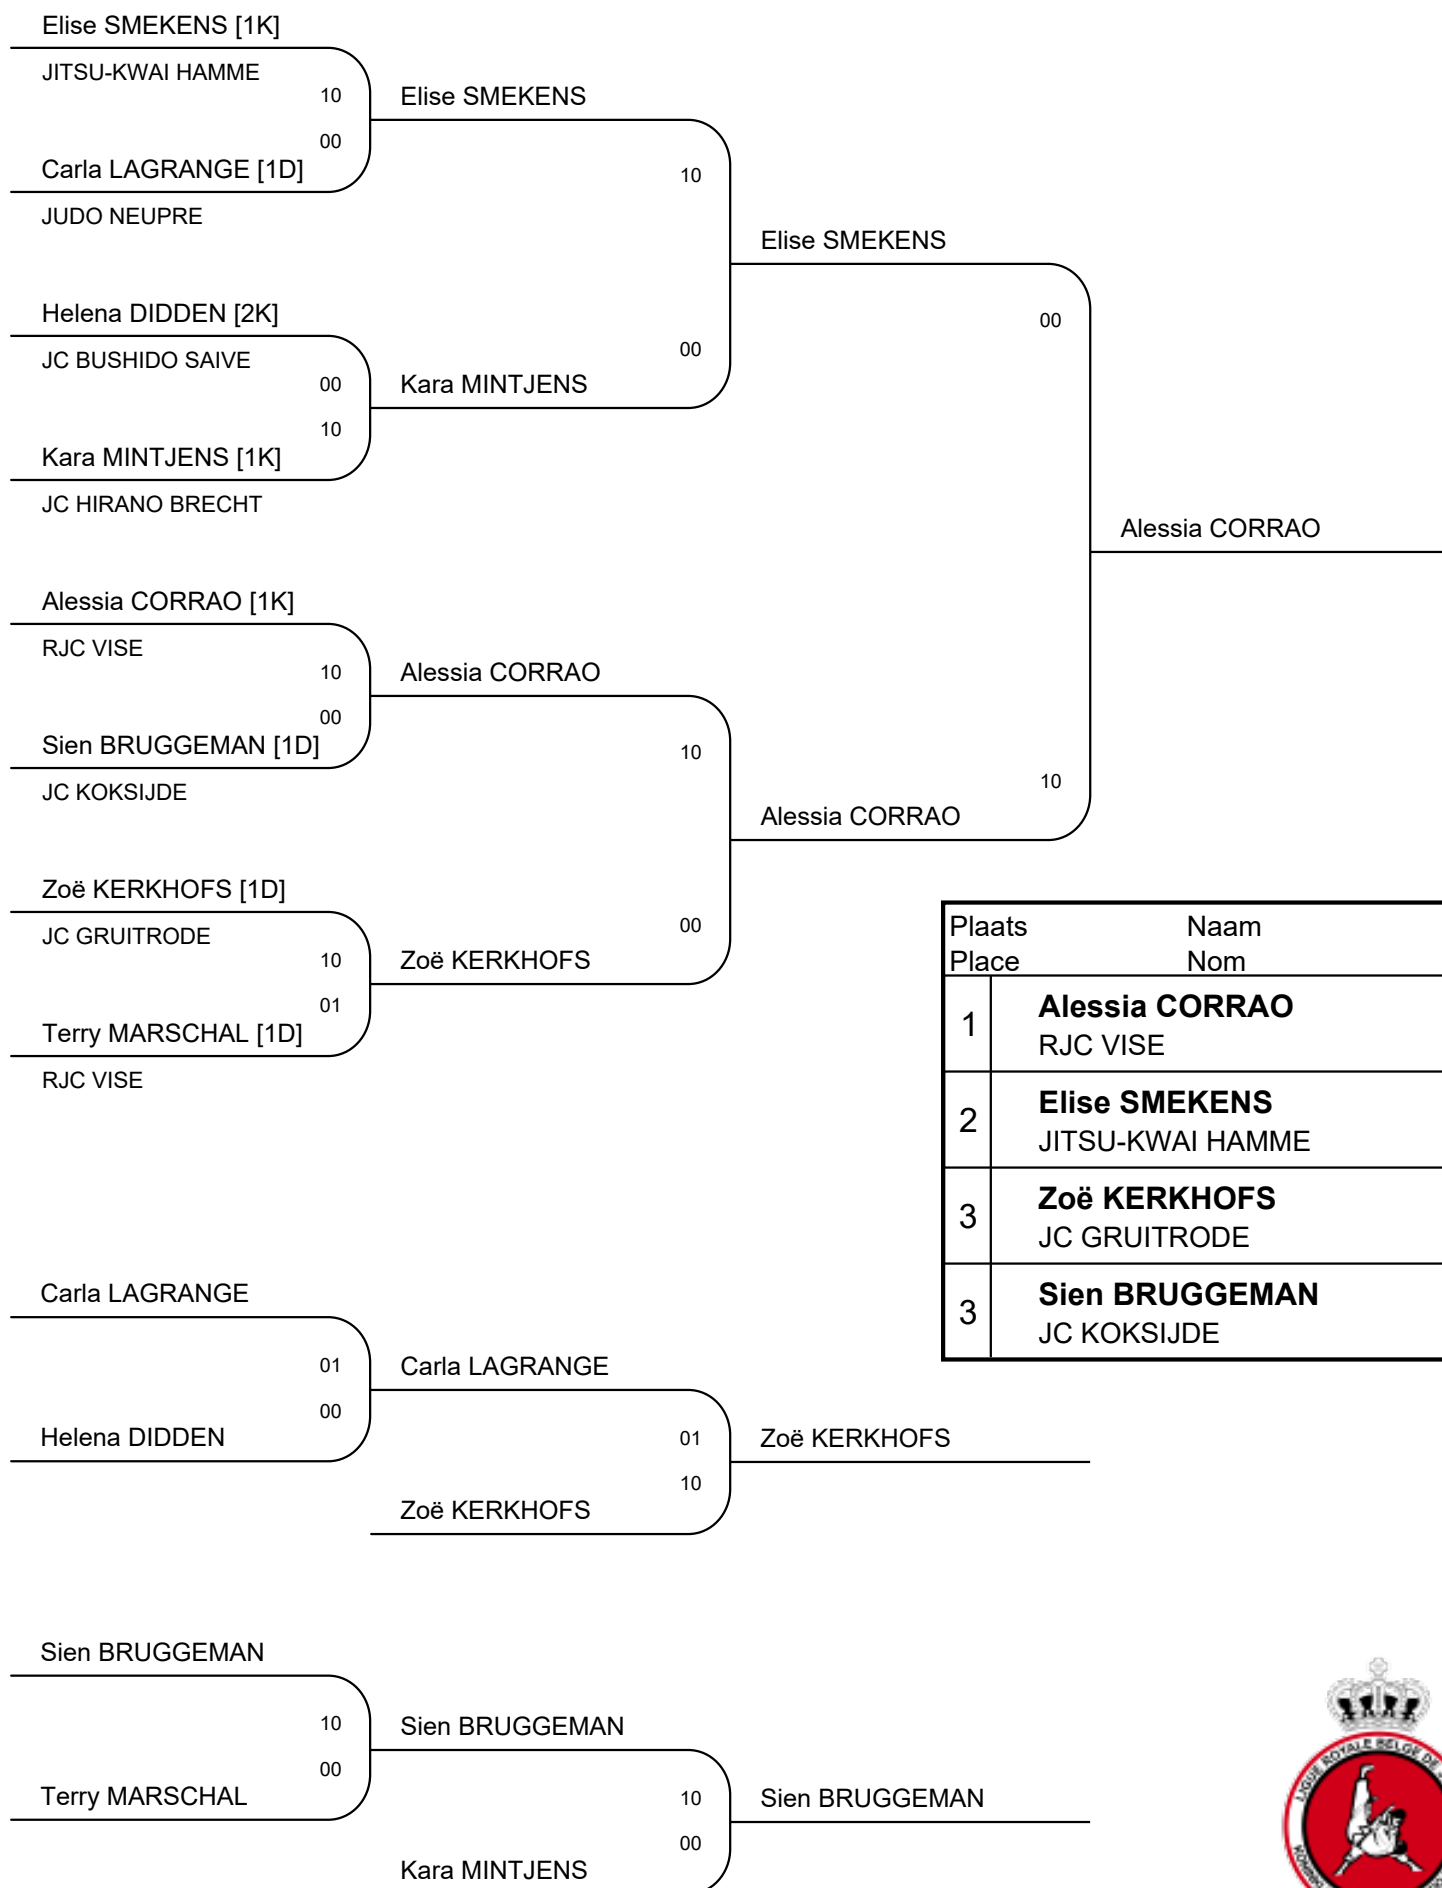 Elise SMEKENS [1K]
JITSU-KWAI HAMME
10
Elise SMEKENS
00
Carla LAGRANGE [1D]
10
JUDO NEUPRE
Elise SMEKENS
Helena DIDDEN [2K]
00
JC BUSHIDO SAIVE
00
00
Kara MINTJENS
10
Kara MINTJENS [1K]
JC HIRANO BRECHT
Alessia CORRAO
Alessia CORRAO [1K]
RJC VISE
10
Alessia CORRAO
00
Sien BRUGGEMAN [1D]
10
JC KOKSIJDE
10
Alessia CORRAO
Zoë KERKHOFS [1D]
JC GRUITRODE
00
10
Zoë KERKHOFS
01
Terry MARSCHAL [1D]
RJC VISE
Plaats Naam
Place Nom
1 Alessia CORRAO
RJC VISE
2 Elise SMEKENS
JITSU-KWAI HAMME
3 Zoë KERKHOFS
JC GRUITRODE
3 Sien BRUGGEMAN
JC KOKSIJDE
Carla LAGRANGE
01
Carla LAGRANGE
00
Helena DIDDEN
01
Zoë KERKHOFS
10
Zoë KERKHOFS
Sien BRUGGEMAN
10
Sien BRUGGEMAN
00
Terry MARSCHAL
10
Sien BRUGGEMAN
00
Kara MINTJENS
LIGUE ROYALE BELGE DE